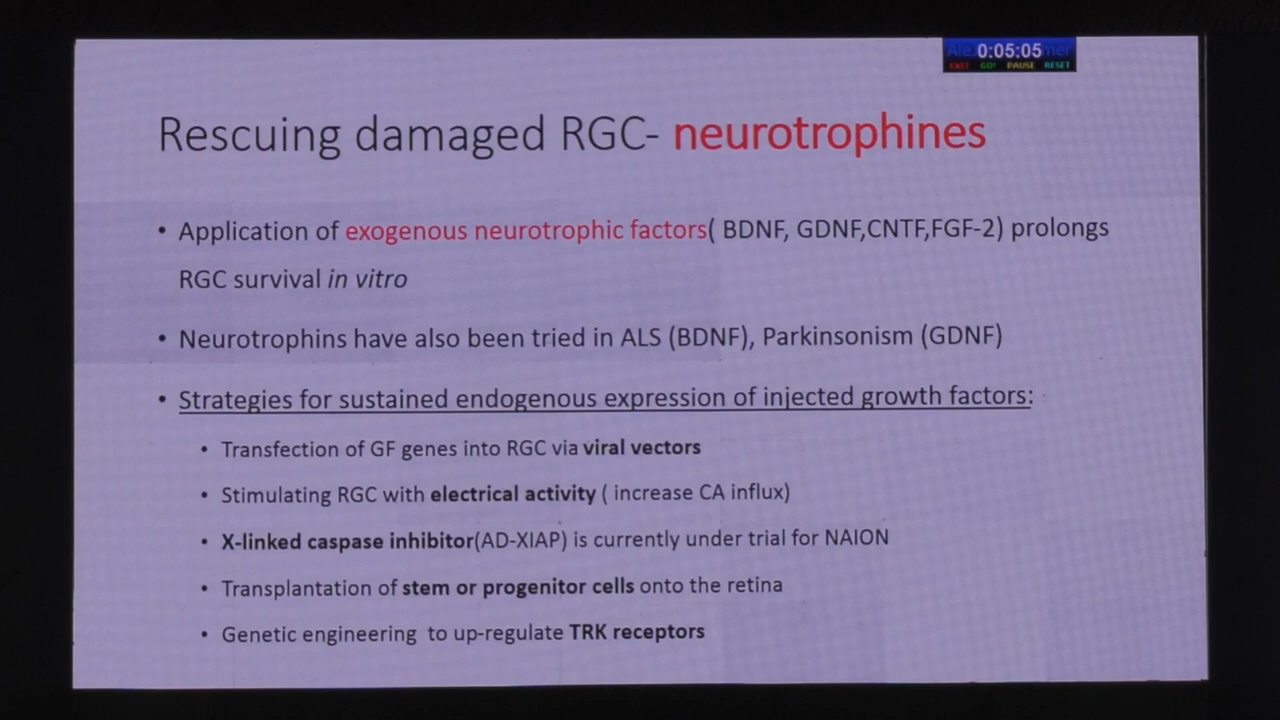 0:05:05
EXIT GO! PAUSE RESET
Rescuing damaged RGC- neurotrophines
• Application of exogenous neurotrophic factors( BDNF, GDNF,CNTF,FGF-2) prolongs
RGC survival in vitro
• Neurotrophins have also been tried in ALS (BDNF), Parkinsonism (GDNF)
• Strategies for sustained endogenous expression of injected growth factors:
• Transfection of GF genes into RGC via viral vectors
• Stimulating RGC with electrical activity ( increase CA influx)
• X-linked caspase inhibitor(AD-XIAP) is currently under trial for NAION
• Transplantation of stem or progenitor cells onto the retina
• Genetic engineering to up-regulate TRK receptors